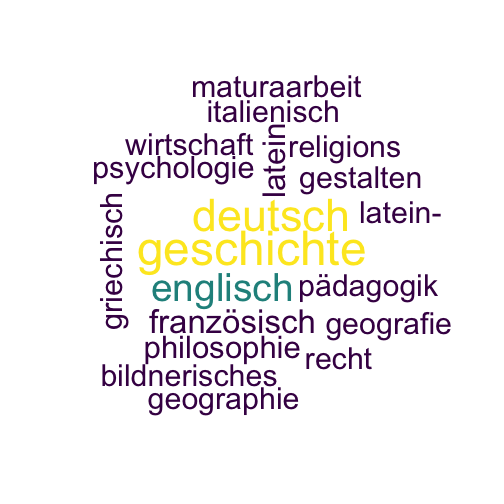 maturaarbeit
italienisch
wirtschaft
latein
religions
psychologie
gestalten
griechisch
deutsch
latein-
geschichte
englisch
pädagogik
französisch
geografie
philosophie
recht
bildnerisches
geographie